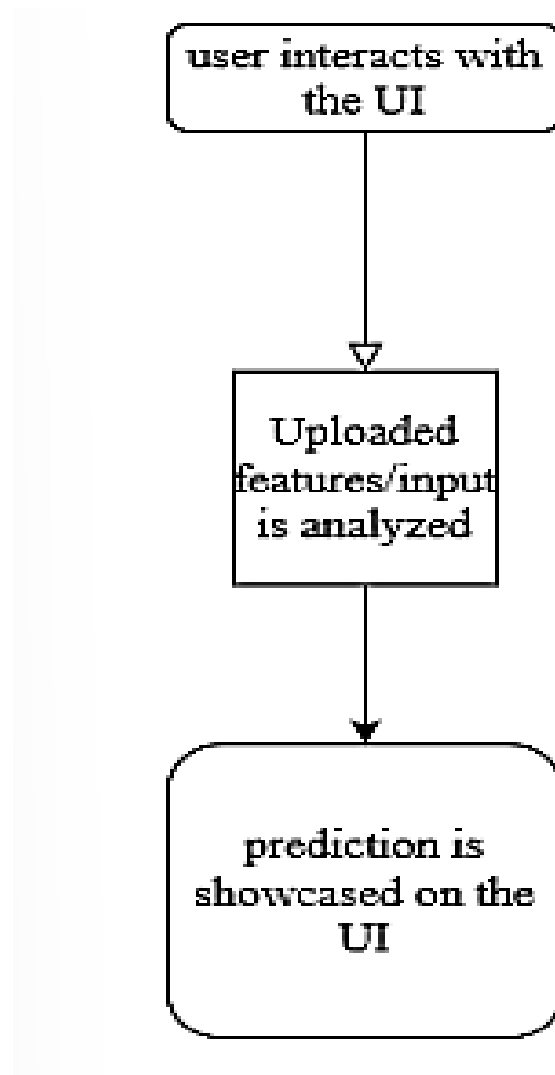 user interacts with
the UI
Uploaded
features/input
is analyzed
prediction is
showcased on the
UI